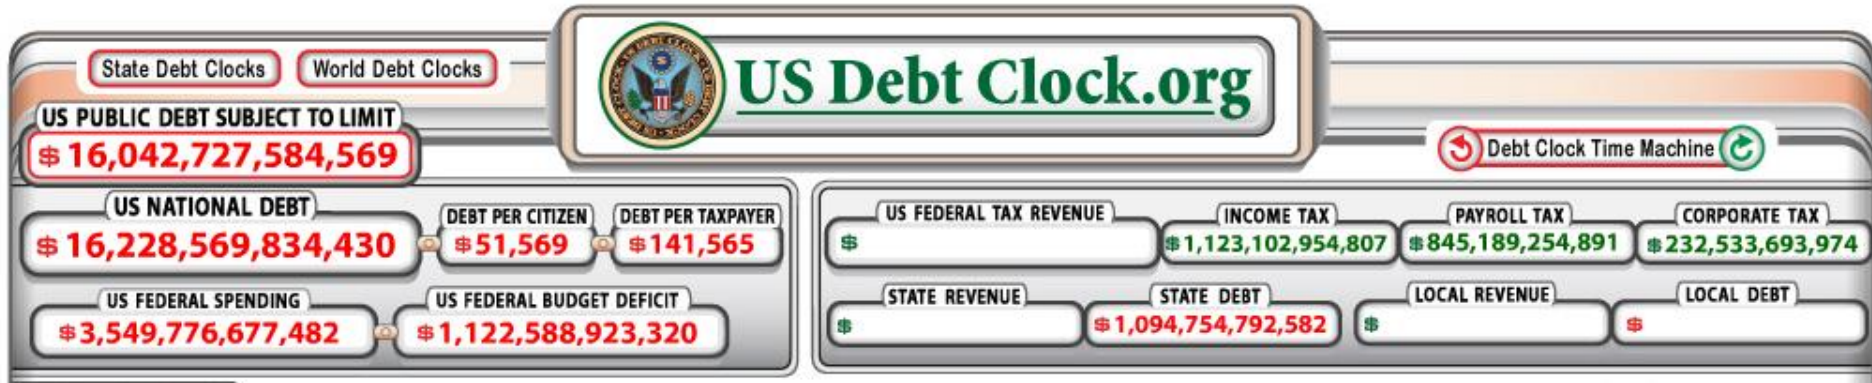 State Debt Clocks
World Debt Clocks
US Debt Clock.org
US PUBLIC DEBT SUBJECT TO LIMIT
$ 16,042,727,584,569
Debt Clock Time Machine
US NATIONAL DEBT
$ 16,228,569,834,430
DEBT PER CITIZEN
$ 51,569
DEBT PER TAXPAYER
$ 141,565
US FEDERAL SPENDING
$ 3,549,776,677,482
US FEDERAL BUDGET DEFICIT
$ 1,122,588,923,320
US FEDERAL TAX REVENUE
$
INCOME TAX
$ 1,123,102,954,807
PAYROLL TAX
$ 845,189,254,891
CORPORATE TAX
$ 232,533,693,974
STATE REVENUE
$
STATE DEBT
$ 1,094,754,792,582
LOCAL REVENUE
$
LOCAL DEBT
$